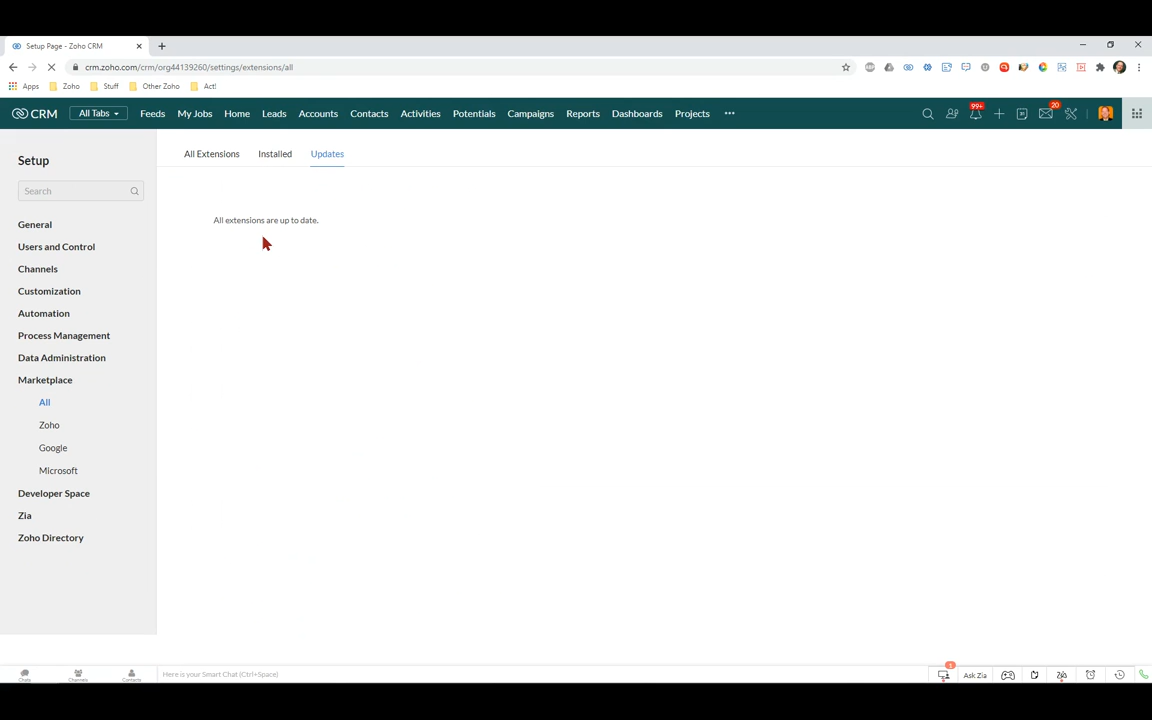 Setup Page - Zoho CRM
crm.zoho.com/crm/org44139260/settings/extensions/all
Apps Zoho Stuff Other Zoho Act!
CRM All Tabs Feeds My Jobs Home Leads Accounts Contacts Activities Potentials Campaigns Reports Dashboards Projects 99+ 20
Setup
All Extensions Installed Updates
Search
All extensions are up to date.
General
Users and Control
Channels
Customization
Automation
Process Management
Data Administration
Marketplace
All
Zoho
Google
Microsoft
Developer Space
Zia
Zoho Directory
Chats Channels Contacts Here is your Smart Chat (Ctrl+Space) 1 Ask Zia